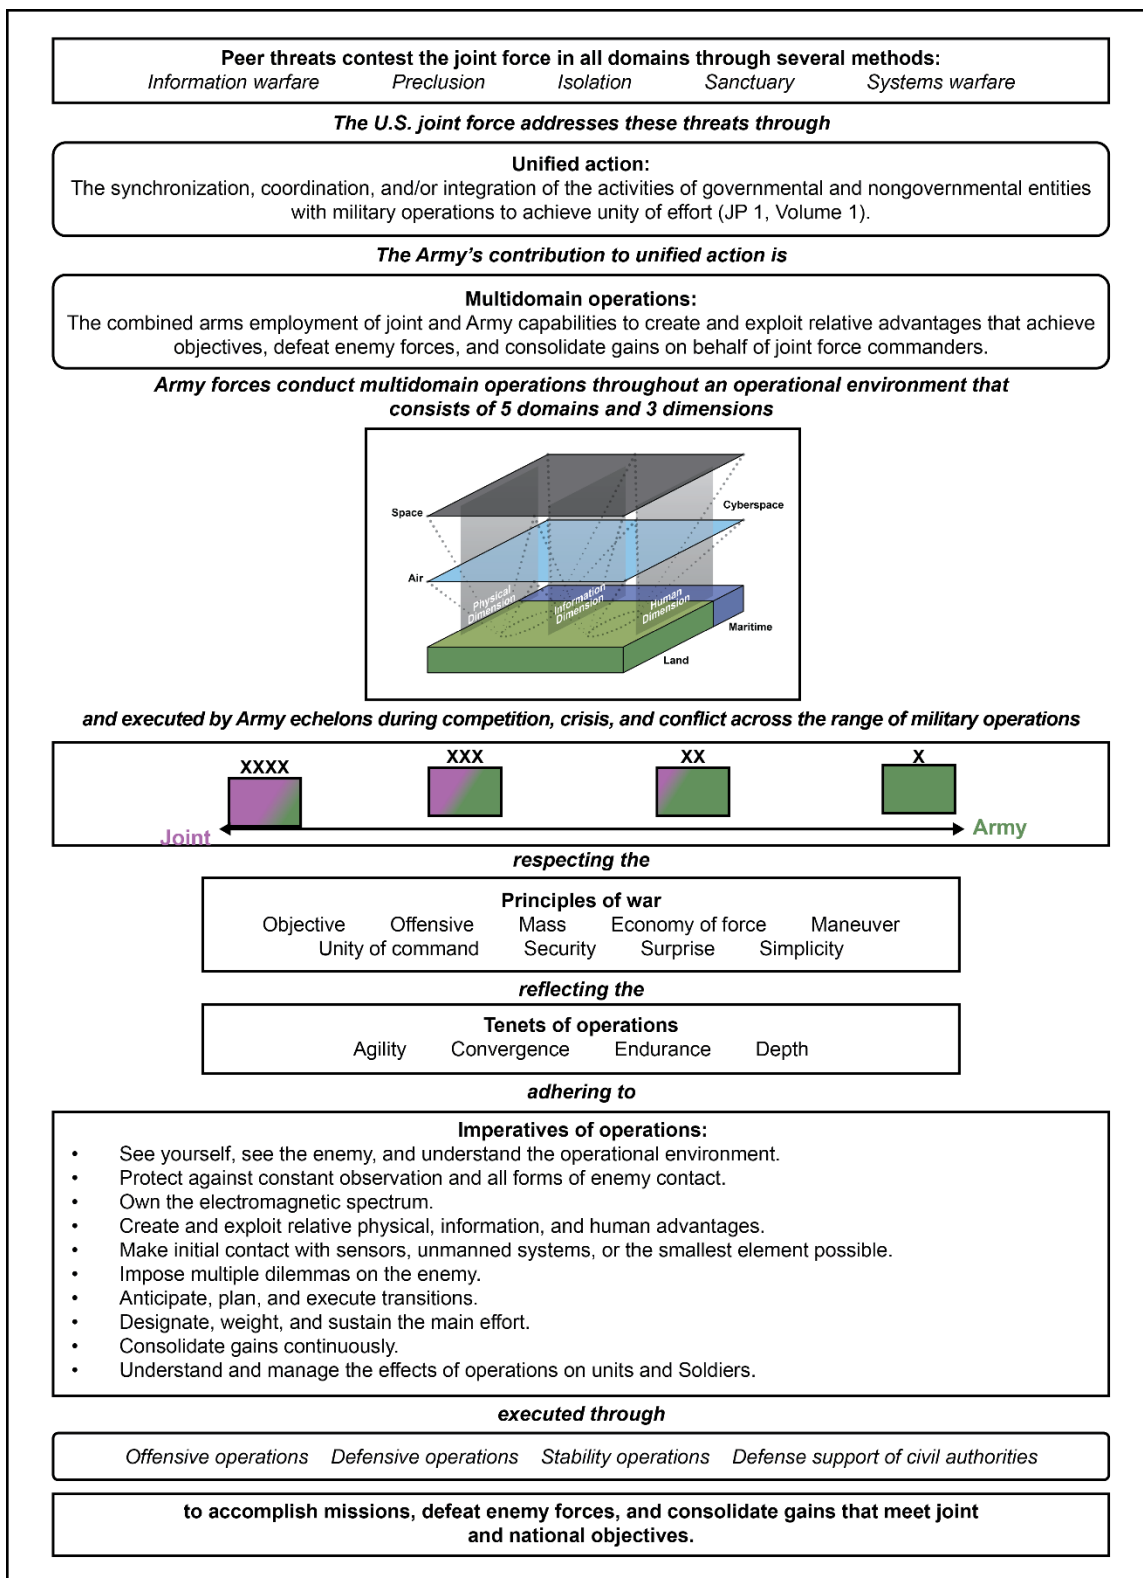 Peer threats contest the joint force in all domains through several methods:
Information warfare Preclusion Isolation Sanctuary Systems warfare
The U.S. joint force addresses these threats through
Unified action:
The synchronization, coordination, and/or integration of the activities of governmental and nongovernmental entities
with military operations to achieve unity of effort (JP 1, Volume 1).
The Army's contribution to unified action is
Multidomain operations:
The combined arms employment of joint and Army capabilities to create and exploit relative advantages that achieve
objectives, defeat enemy forces, and consolidate gains on behalf of joint force commanders.
Army forces conduct multidomain operations throughout an operational environment that
consists of 5 domains and 3 dimensions
Space
Cyberspace
Air
Physical
Dimension
Information
Dimension
Human
Dimension
Maritime
Land
and executed by Army echelons during competition, crisis, and conflict across the range of military operations
XXXX XXX XX X
Joint Army
respecting the
Principles of war
Objective Offensive Mass Economy of force Maneuver
Unity of command Security Surprise Simplicity
reflecting the
Tenets of operations
Agility Convergence Endurance Depth
adhering to
Imperatives of operations:
• See yourself, see the enemy, and understand the operational environment.
• Protect against constant observation and all forms of enemy contact.
• Own the electromagnetic spectrum.
• Create and exploit relative physical, information, and human advantages.
• Make initial contact with sensors, unmanned systems, or the smallest element possible.
• Impose multiple dilemmas on the enemy.
• Anticipate, plan, and execute transitions.
• Designate, weight, and sustain the main effort.
• Consolidate gains continuously.
• Understand and manage the effects of operations on units and Soldiers.
executed through
Offensive operations Defensive operations Stability operations Defense support of civil authorities
to accomplish missions, defeat enemy forces, and consolidate gains that meet joint
and national objectives.